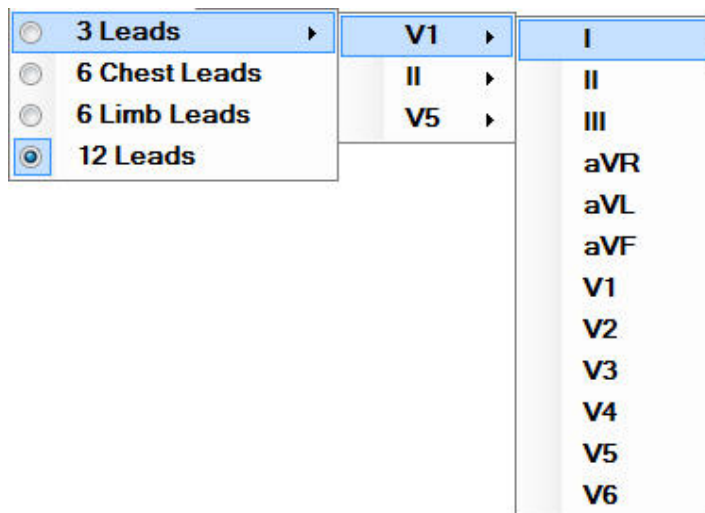 3 Leads
6 Chest Leads
6 Limb Leads
12 Leads
V1
II
V5
I
II
III
aVR
aVL
aVF
V1
V2
V3
V4
V5
V6